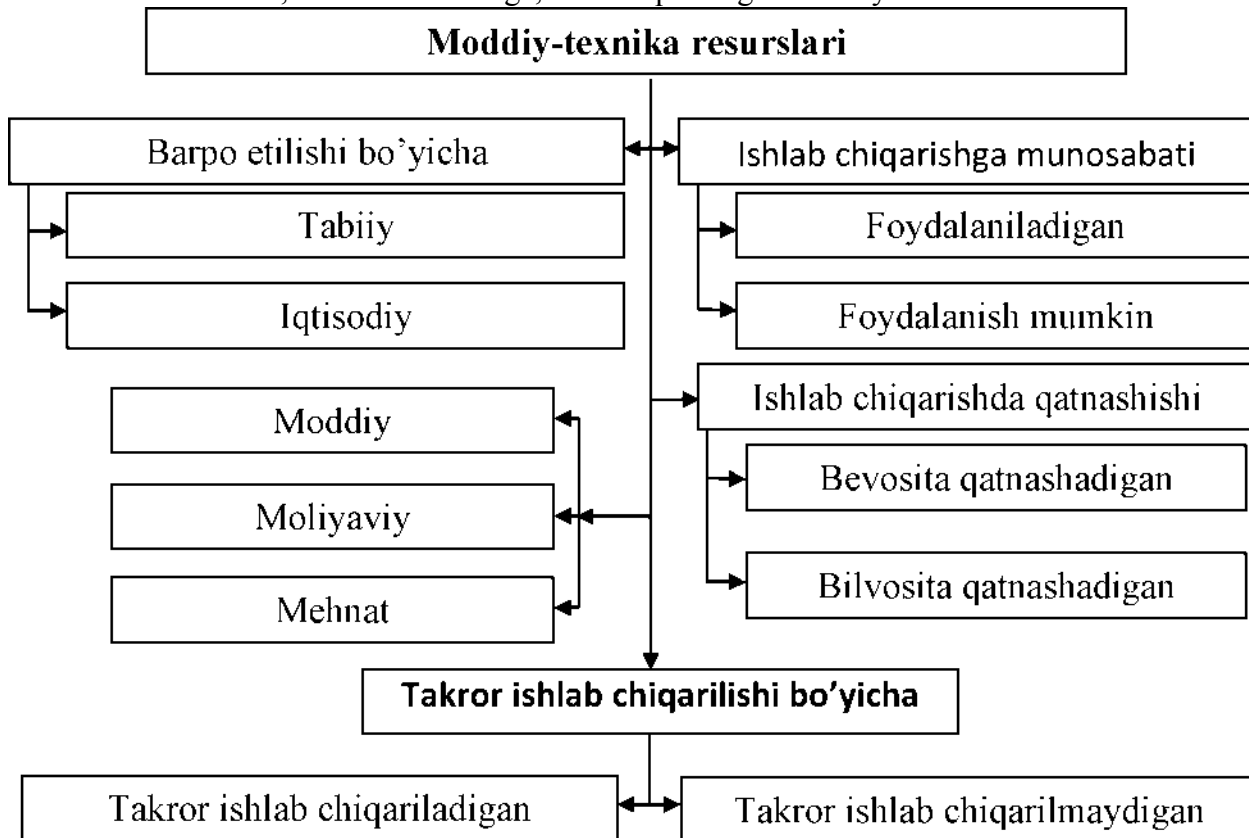 Moddiy-texnika resurslari
Barpo etilishi bo’yicha
Ishlab chiqarishga munosabati
Tabiiy
Foydalaniladigan
Iqtisodiy
Foydalanish mumkin
Ishlab chiqarishda qatnashishi
Moddiy
Bevosita qatnashadigan
Moliyaviy
Bilvosita qatnashadigan
Mehnat
Takror ishlab chiqarilishi bo’yicha
Takror ishlab chiqariladigan
Takror ishlab chiqarilmaydigan